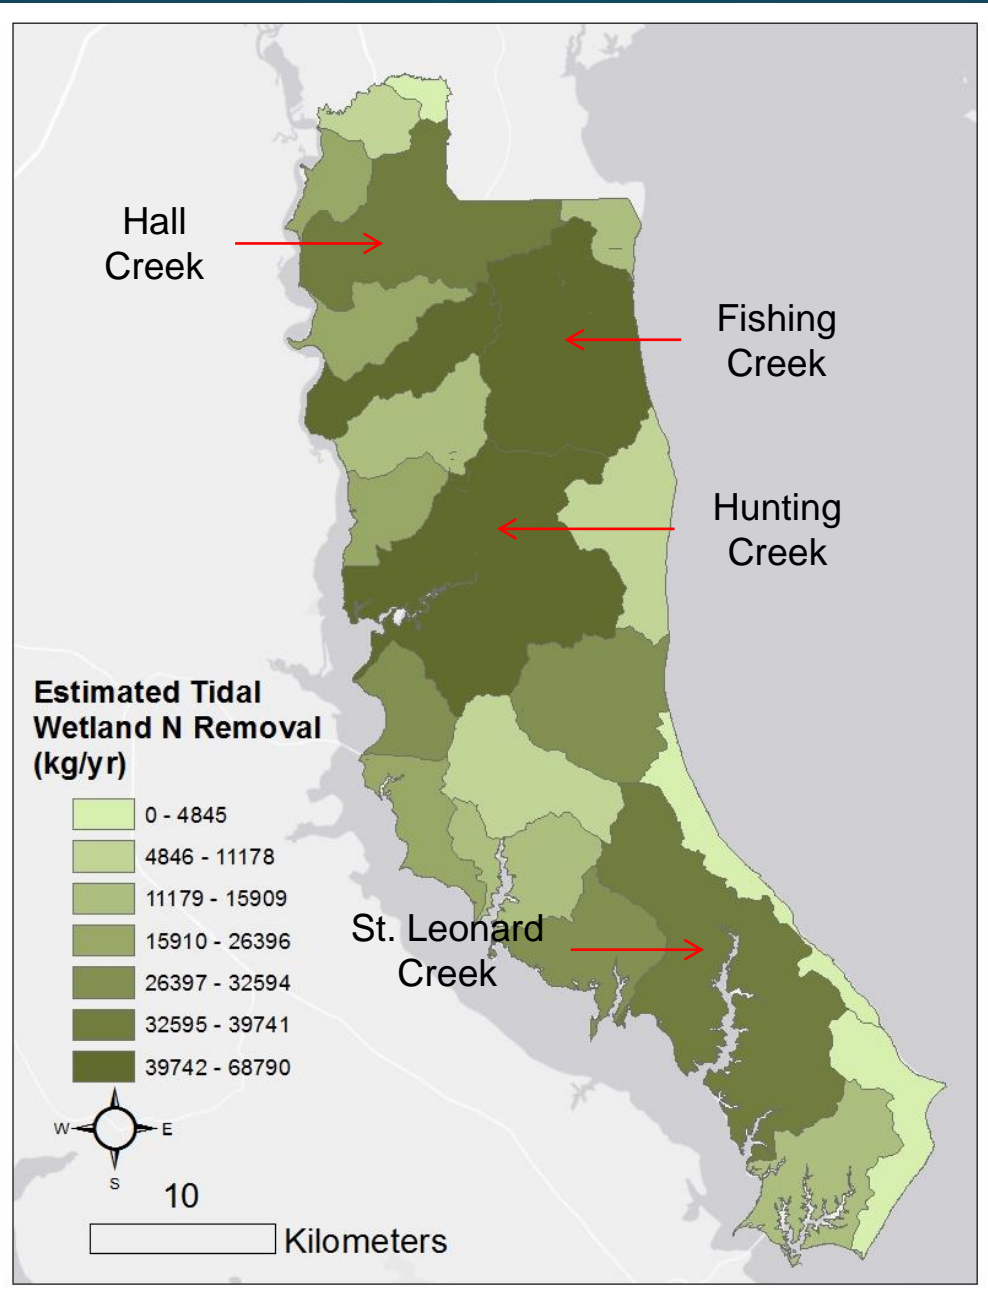 Hall
Creek
Fishing
Creek
Hunting
Creek
Estimated Tidal
Wetland N Removal
(kg/yr)
0 - 4845
4846 - 11178
11179 - 15909
15910 - 26396
26397 - 32594
32595 - 39741
39742 - 68790
St. Leonard
Creek
N
W
E
S
10
Kilometers